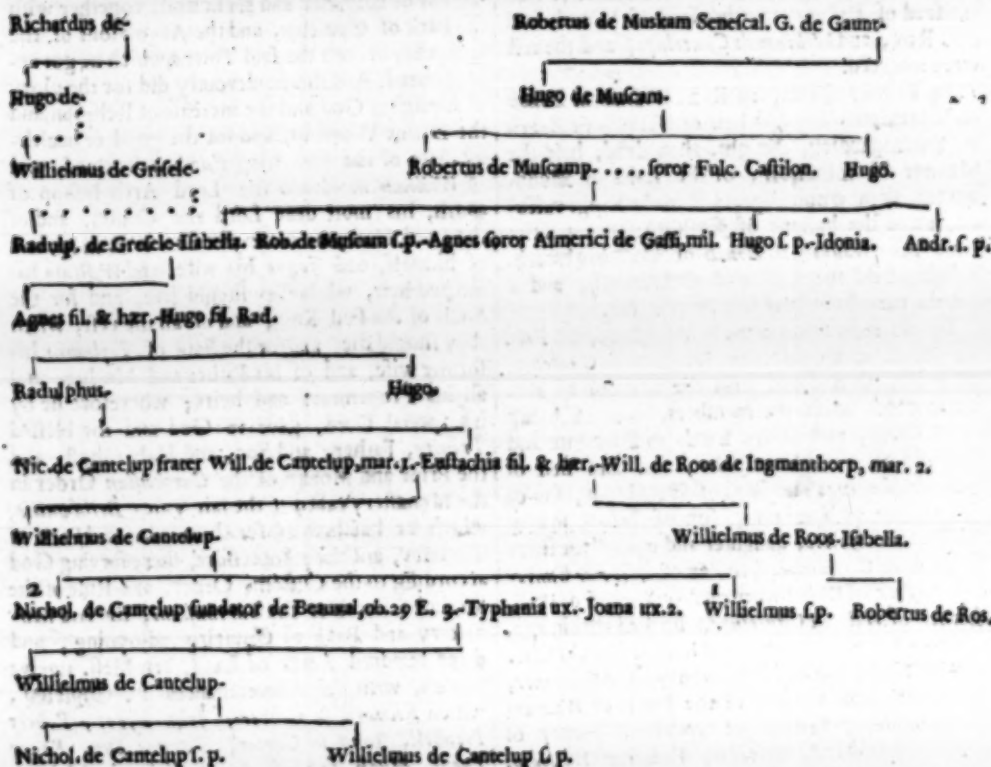 Richardus de-
Robertus de Muskam Senescal. G. de Gaunt-
Hugo de-
Hugo de Muscam-
Willielmus de Grisele-
Robertus de Muscamp-.....soror Fulc. Castilon.
Hugo.
Radulp. de Greselo-Isabella. Rob. de Muscam s.p.-Agnes soror Almerici de Gassi, mil. Hugo s. p.-Idonia. Andr. s. p.
Agnes fil. & hær.-Hugo fil. Rad.
Radulphus.
Hugo.
Nic. de Cantelup frater Will. de Cantelup, mar. 1.-Eustachia fil. & hær.-Will. de Roos de Ingmanthorp, mar. 2.
Willielmus de Cantelup.
Willielmus de Roos-Isabella.
2
1
Nichol. de Cantelup fundator de Beauval, ob. 29 E. 3.-Typhania ux.-Joana ux. 2. Willielmus s.p. Robertus de Ros.
Willielmus de Cantelup-
Nichol. de Cantelup s. p.
Willielmus de Cantelup s. p.